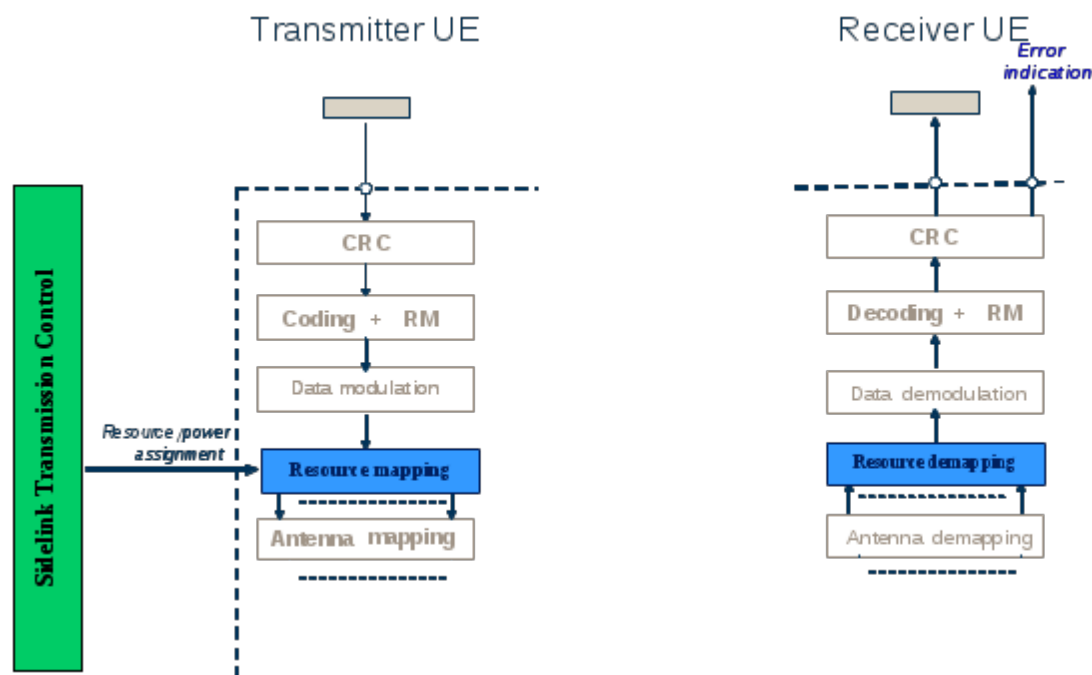 Transmitter UE
Receiver UE
Error
indication
CRC
CRC
Coding + RM
Decoding + RM
Data modulation
Data demodulation
Sidelink Transmission Control
Resource /power
assignment
Resource mapping
Resource demapping
Antenna mapping
Antenna demapping